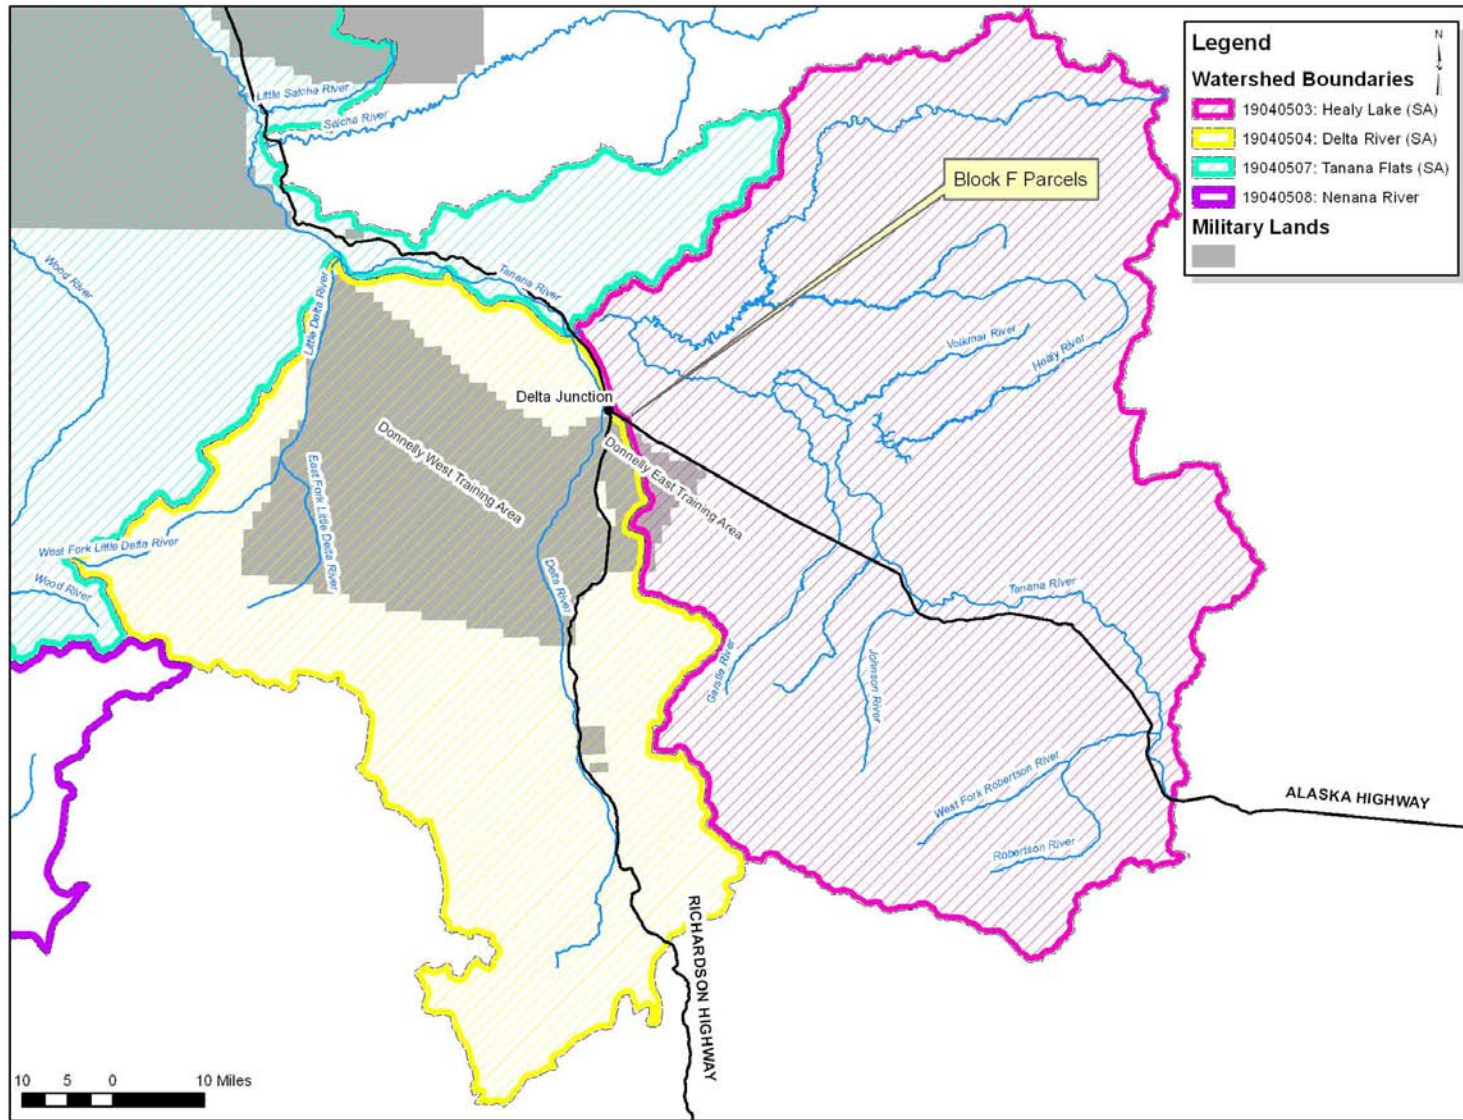 Legend
N
Watershed Boundaries
19040503: Healy Lake (SA)
19040504: Delta River (SA)
19040507: Tanana Flats (SA)
19040508: Nenana River
Military Lands
Little Salcha River
Salcha River
Block F Parcels
Wood River
Tanana River
Little Delta River
Volkmar River
Healy River
Delta Junction
Donnelly West Training Area
Donnelly East Training Area
East Fork Little Delta River
West Fork Little Delta River
Wood River
Delta River
Tanana River
Gerstle River
Johnson River
West Fork Robertson River
Robertson River
ALASKA HIGHWAY
RICHARDSON HIGHWAY
10 5 0 10 Miles